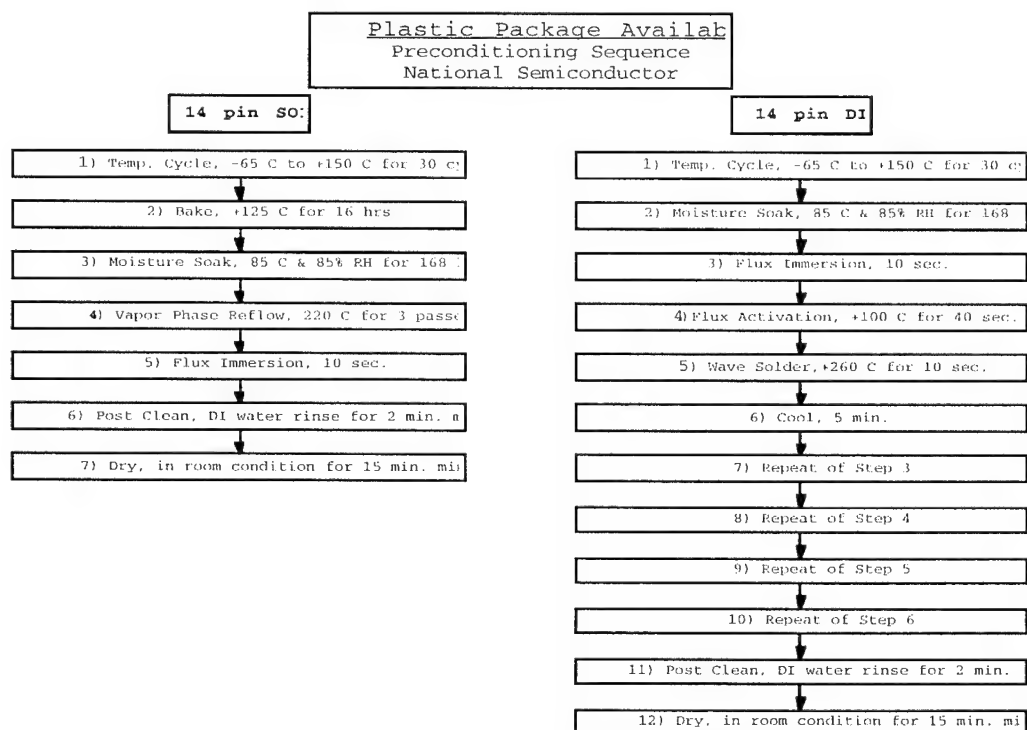 Plastic Package Availab
Preconditioning Sequence
National Semiconductor
14 pin SO
1) Temp. Cycle, -65 C to +150 C for 30 cy
2) Bake, +125 C for 16 hrs
3) Moisture Soak, 85 C & 85% RH for 168
4) Vapor Phase Reflow, 220 C for 3 passe
5) Flux Immersion, 10 sec.
6) Post Clean, DI water rinse for 2 min. m
7) Dry, in room condition for 15 min. mi
14 pin DI
1) Temp. Cycle, -65 C to +150 C for 30 cy
2) Moisture Soak, 85 C & 85% RH for 168
3) Flux Immersion, 10 sec.
4) Flux Activation, +100 C for 40 sec.
5) Wave Solder, +260 C for 10 sec.
6) Cool, 5 min.
7) Repeat of Step 3
8) Repeat of Step 4
9) Repeat of Step 5
10) Repeat of Step 6
11) Post Clean, DI water rinse for 2 min.
12) Dry, in room condition for 15 min. mi